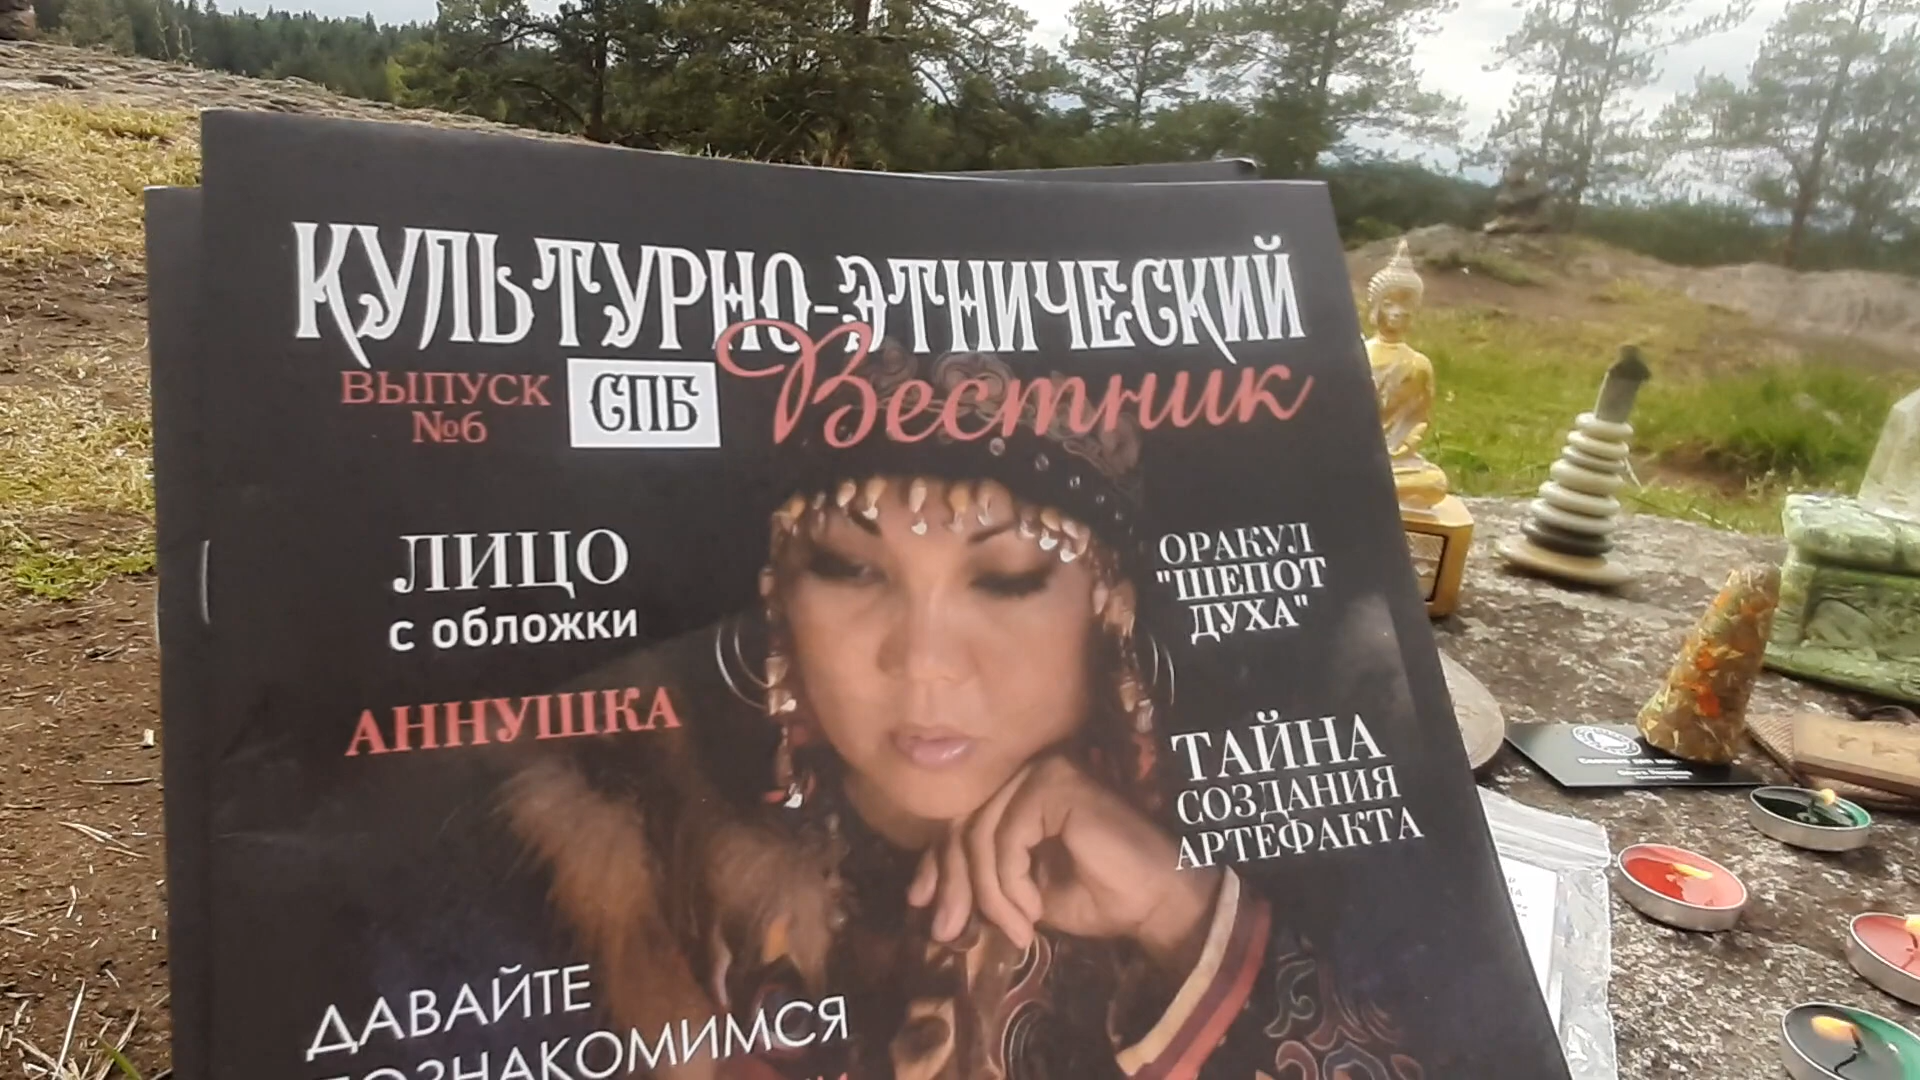 КУЛЬТУРНО-ЭТНИЧЕСКИЙ
Вестник
ВЫПУСК
№6
СПБ
ЛИЦО
с обложки
АННУШКА
ОРАКУЛ
"ШЕПОТ
ДУХА"
ТАЙНА
СОЗДАНИЯ
АРТЕФАКТА
ДАВАЙТЕ
ПОЗНАКОМИМСЯ